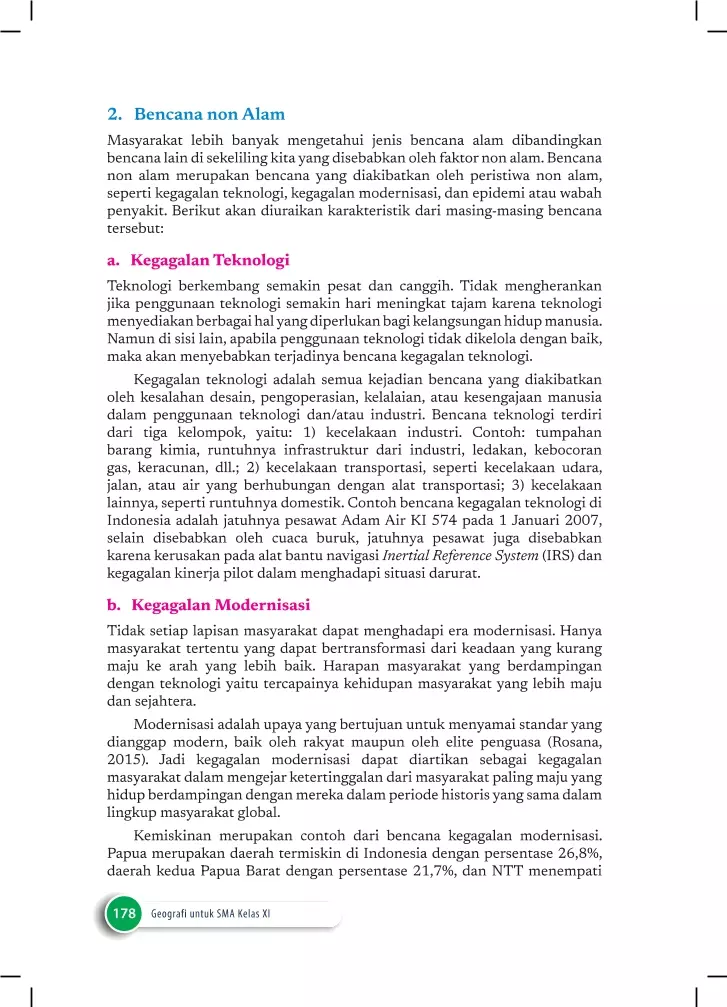 2. Bencana non Alam
Masyarakat lebih banyak mengetahui jenis bencana alam dibandingkan
bencana lain di sekeliling kita yang disebabkan oleh faktor non alam. Bencana
non alam merupakan bencana yang diakibatkan oleh peristiwa non alam,
seperti kegagalan teknologi, kegagalan modernisasi, dan epidemi atau wabah
penyakit. Berikut akan diuraikan karakteristik dari masing-masing bencana
tersebut:
a. Kegagalan Teknologi
Teknologi berkembang semakin pesat dan canggih. Tidak mengherankan
jika penggunaan teknologi semakin hari meningkat tajam karena teknologi
menyediakan berbagai hal yang diperlukan bagi kelangsungan hidup manusia.
Namun di sisi lain, apabila penggunaan teknologi tidak dikelola dengan baik,
maka akan menyebabkan terjadinya bencana kegagalan teknologi.
Kegagalan teknologi adalah semua kejadian bencana yang diakibatkan
oleh kesalahan desain, pengoperasian, kelalaian, atau kesengajaan manusia
dalam penggunaan teknologi dan/atau industri. Bencana teknologi terdiri
dari tiga kelompok, yaitu: 1) kecelakaan industri. Contoh: tumpahan
barang kimia, runtuhnya infrastruktur dari industri, ledakan, kebocoran
gas, keracunan, dll.; 2) kecelakaan transportasi, seperti kecelakaan udara,
jalan, atau air yang berhubungan dengan alat transportasi; 3) kecelakaan
lainnya, seperti runtuhnya domestik. Contoh bencana kegagalan teknologi di
Indonesia adalah jatuhnya pesawat Adam Air KI 574 pada 1 Januari 2007,
selain disebabkan oleh cuaca buruk, jatuhnya pesawat juga disebabkan
karena kerusakan pada alat bantu navigasi Inertial Reference System (IRS) dan
kegagalan kinerja pilot dalam menghadapi situasi darurat.
b. Kegagalan Modernisasi
Tidak setiap lapisan masyarakat dapat menghadapi era modernisasi. Hanya
masyarakat tertentu yang dapat bertransformasi dari keadaan yang kurang
maju ke arah yang lebih baik. Harapan masyarakat yang berdampingan
dengan teknologi yaitu tercapainya kehidupan masyarakat yang lebih maju
dan sejahtera.
Modernisasi adalah upaya yang bertujuan untuk menyamai standar yang
dianggap modern, baik oleh rakyat maupun oleh elite penguasa (Rosana,
2015). Jadi kegagalan modernisasi dapat diartikan sebagai kegagalan
masyarakat dalam mengejar ketertinggalan dari masyarakat paling maju yang
hidup berdampingan dengan mereka dalam periode historis yang sama dalam
lingkup masyarakat global.
Kemiskinan merupakan contoh dari bencana kegagalan modernisasi.
Papua merupakan daerah termiskin di Indonesia dengan persentase 26,8%,
daerah kedua Papua Barat dengan persentase 21,7%, dan NTT menempati
178 Geografi untuk SMA Kelas XI